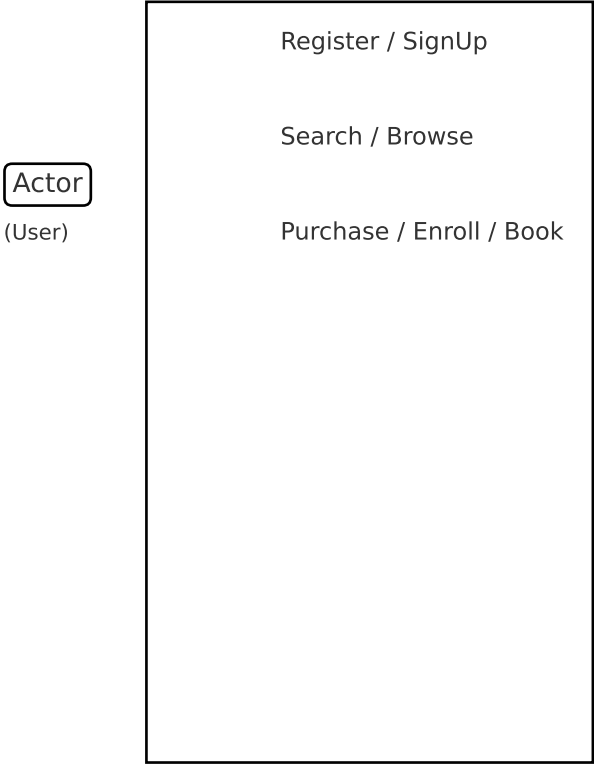 Register / SignUp
Search / Browse
Actor
(User)
Purchase / Enroll / Book